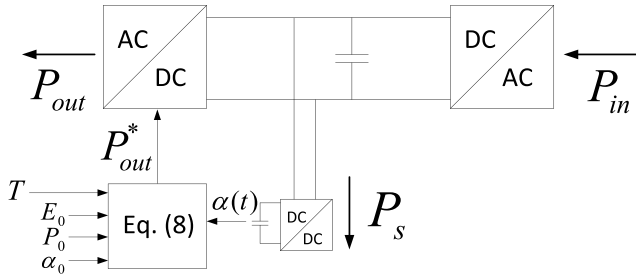 AC
DC
DC
AC
P_out
P_in
P*_out
T
E_0
P_0
α_0
Eq. (8)
α(t)
DC
DC
P_s